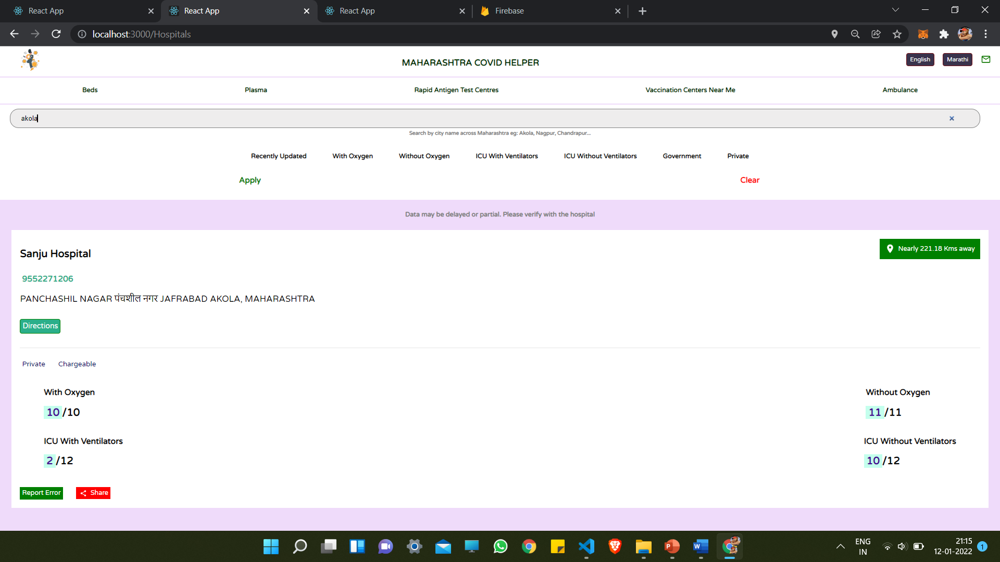 React App
React App
React App
Firebase
localhost:3000/Hospitals
MAHARASHTRA COVID HELPER
English
Marathi
Beds
Plasma
Rapid Antigen Test Centres
Vaccination Centers Near Me
Ambulance
akola
Search by city name across Maharashtra eg: Akola, Nagpur, Chandrapur...
Recently Updated
With Oxygen
Without Oxygen
ICU With Ventilators
ICU Without Ventilators
Government
Private
Apply
Clear
Data may be delayed or partial. Please verify with the hospital
Sanju Hospital
Nearly 221.18 Kms away
9552271206
PANCHASHIL NAGAR पंचशील नगर JAFRABAD AKOLA, MAHARASHTRA
Directions
Private
Chargeable
With Oxygen
10/10
Without Oxygen
11/11
ICU With Ventilators
2/12
ICU Without Ventilators
10/12
Report Error
Share
ENG
IN
21:15
12-01-2022
1